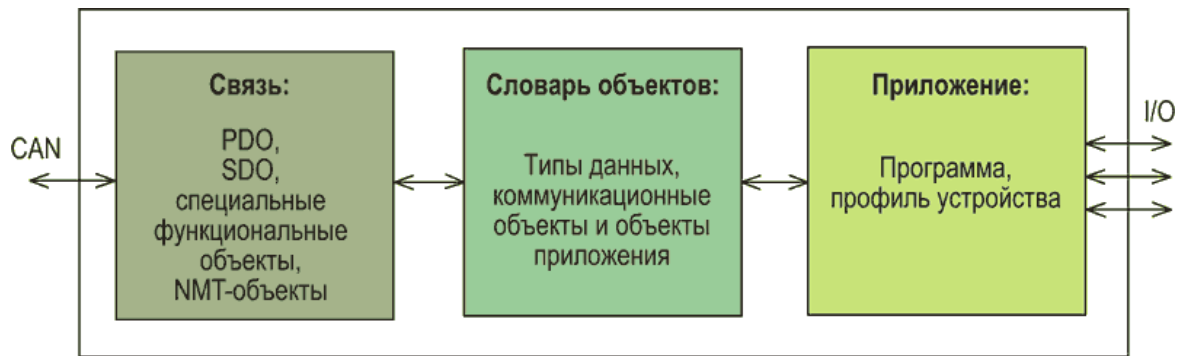 CAN
Связь:
PDO,
SDO,
специальные
функциональные
объекты,
NMT-объекты
Словарь объектов:
Типы данных,
коммуникационные
объекты и объекты
приложения
Приложение:
Программа,
профиль устройства
I/O